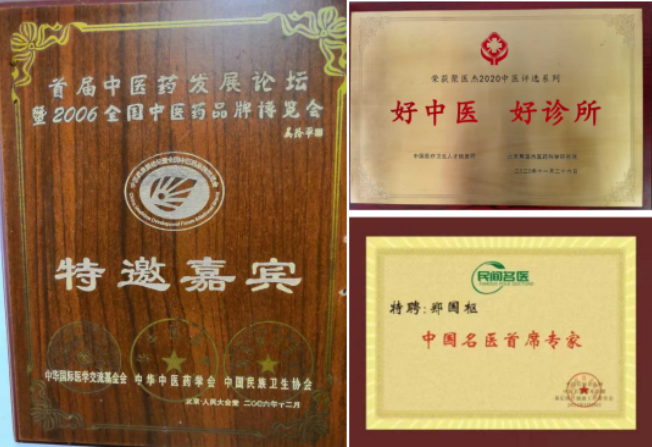 首届中医药发展论坛
暨2006全国中医药品牌博览会
特邀嘉宾
中华国际医学交流基金会 中华中医药学会 中国民族卫生协会
北京·人民大会堂 二〇〇六年十二月
荣获聚医杰2020中医评选系列
好中医 好诊所
特聘:郑国枢
中国名医首席专家
民间名医